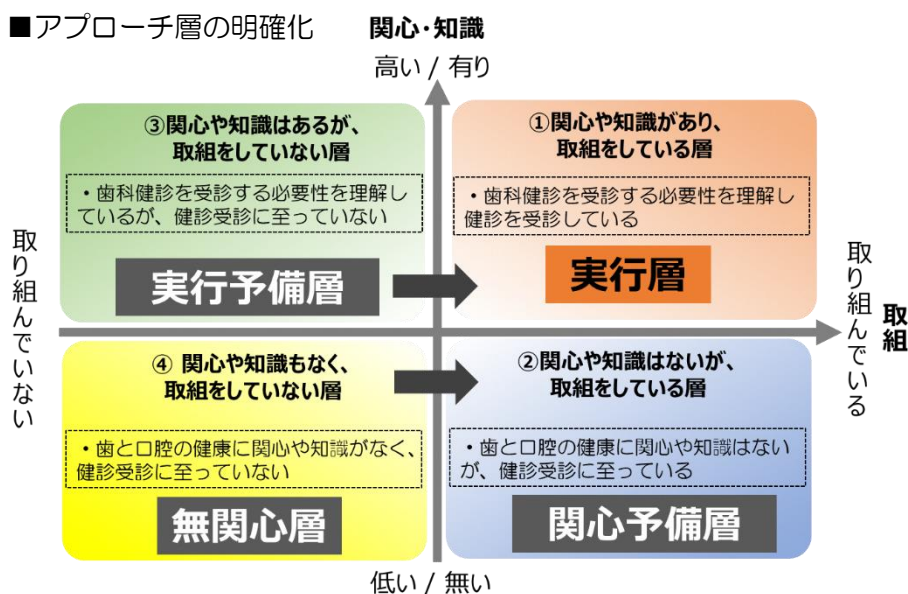 ■アプローチ層の明確化
関心・知識
高い / 有り
③関心や知識はあるが、
取組をしていない層
・歯科健診を受診する必要性を理解し
ているが、健診受診に至っていない
実行予備層
①関心や知識があり、
取組をしている層
・歯科健診を受診する必要性を理解し
健診を受診している
実行層
取り組んでいない
取り組んでいる
取組
④ 関心や知識もなく、
取組をしていない層
・歯と口腔の健康に関心や知識がなく、
健診受診に至っていない
無関心層
②関心や知識はないが、
取組をしている層
・歯と口腔の健康に関心や知識はない
が、健診受診に至っている
関心予備層
低い / 無い